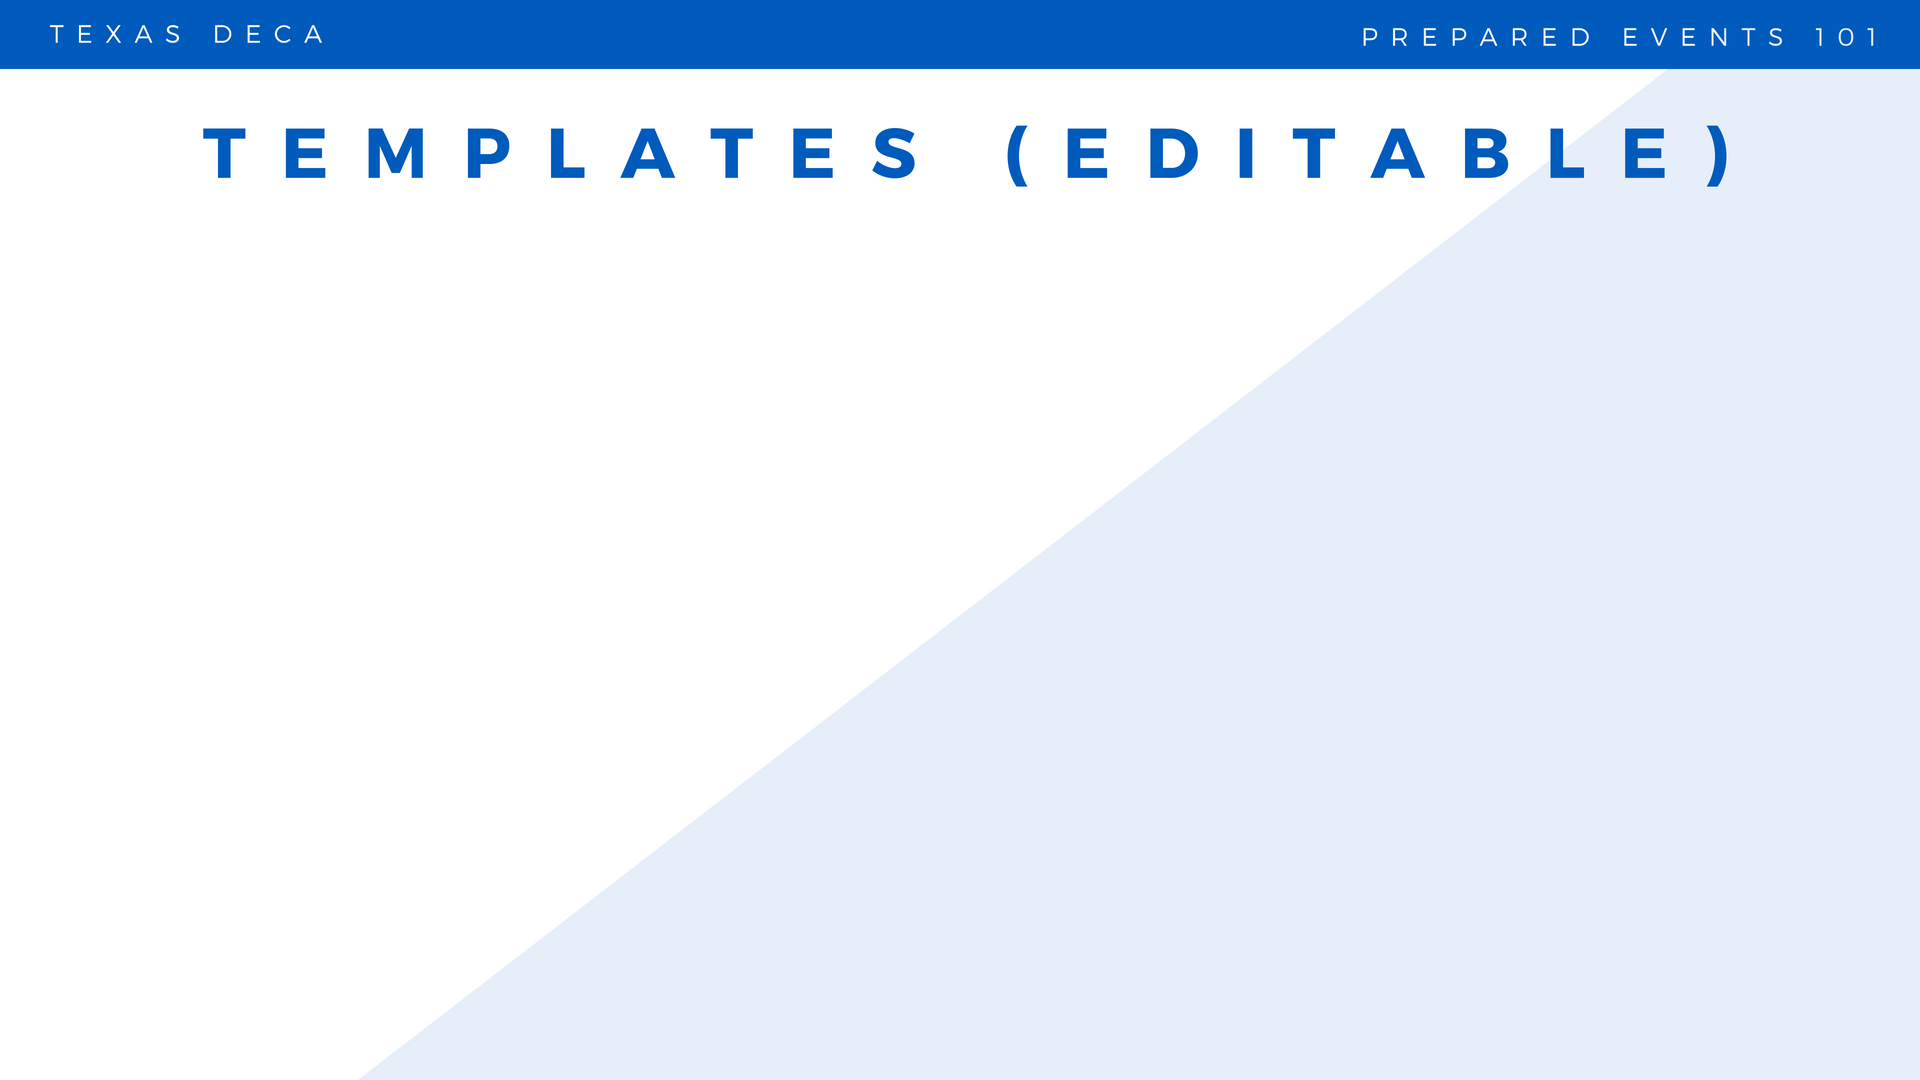 TEXAS DECA
PREPARED EVENTS 101
TEMPLATES (EDITABLE)